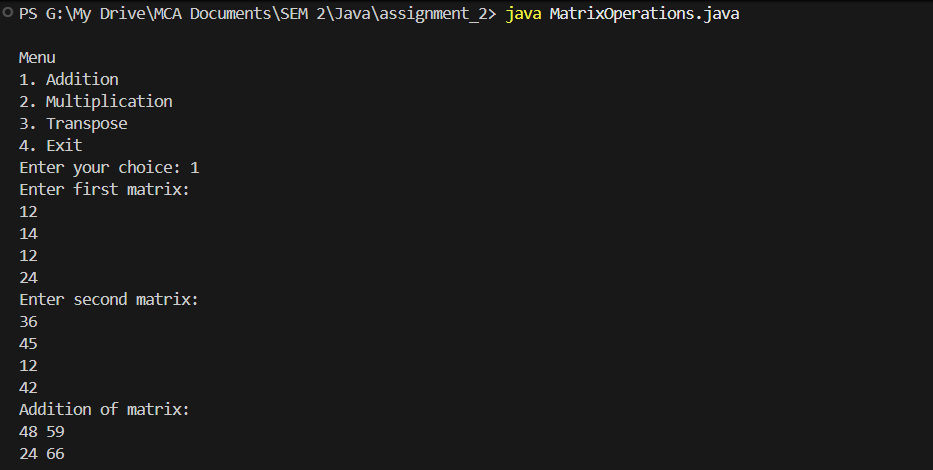 PS G:\My Drive\MCA Documents\SEM 2\Java\assignment_2> java MatrixOperations.java
Menu
1. Addition
2. Multiplication
3. Transpose
4. Exit
Enter your choice: 1
Enter first matrix:
12
14
12
24
Enter second matrix:
36
45
12
42
Addition of matrix:
48 59
24 66